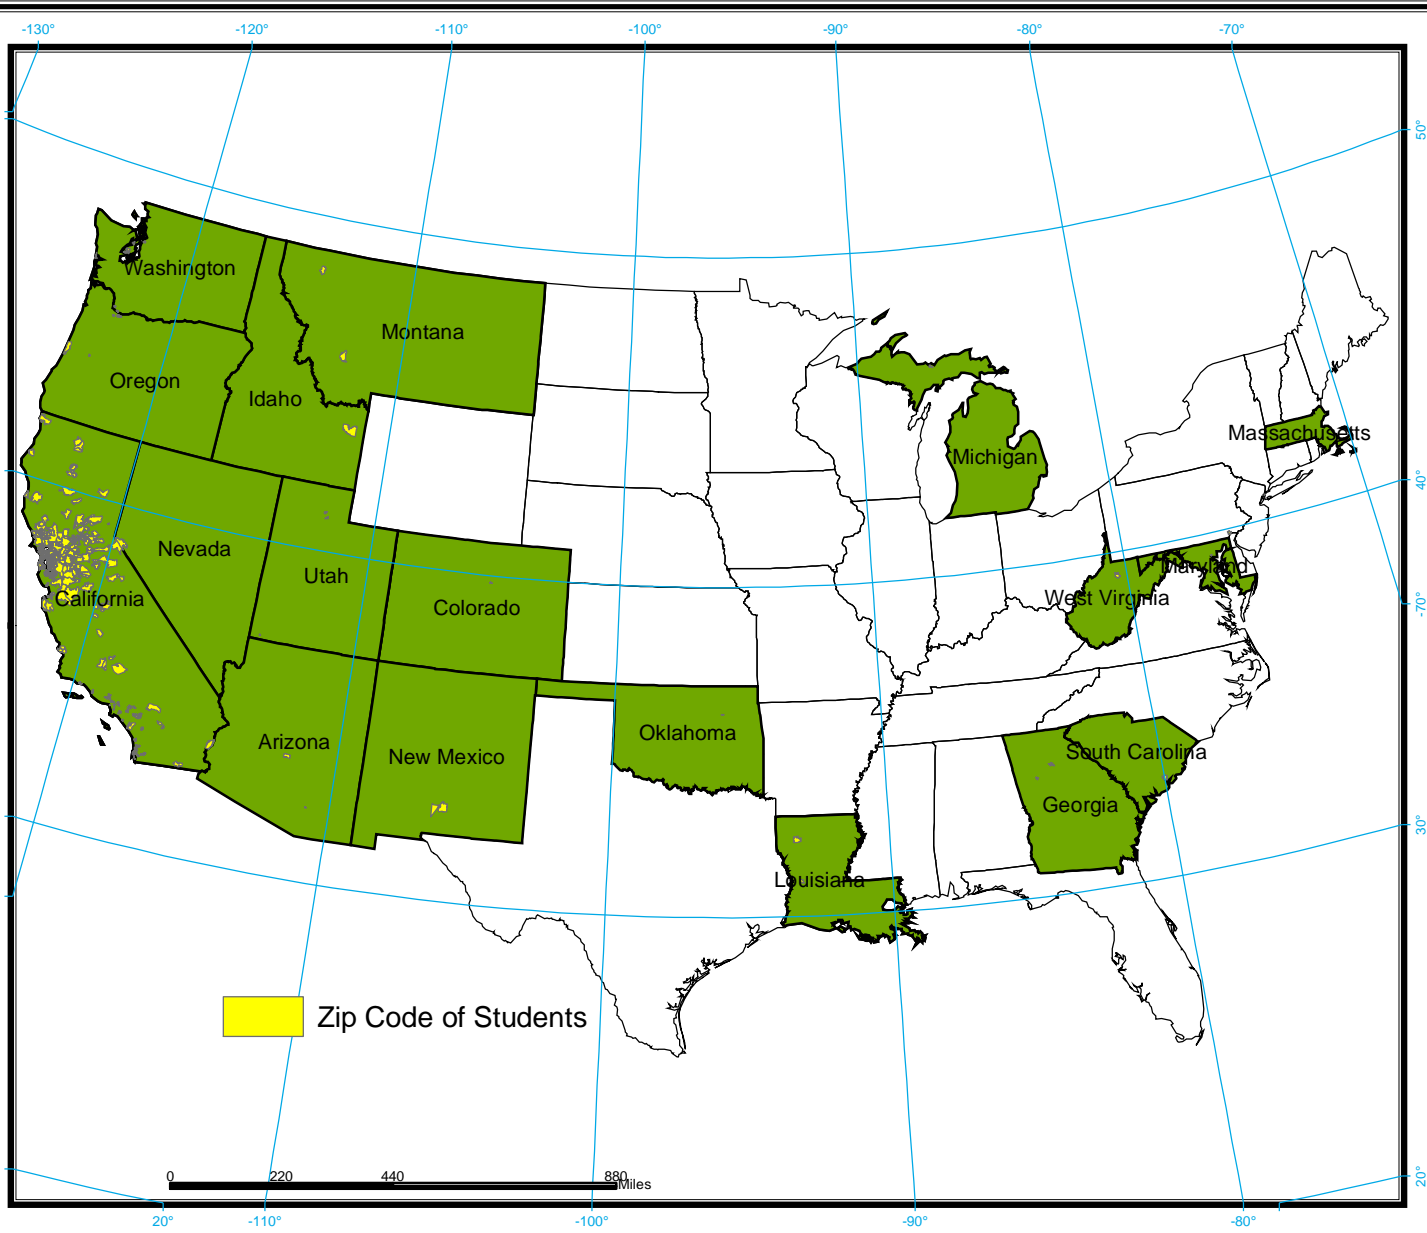 -130° -120° -110° -100° -90° -80° -70°
50°
Washington
Montana
Oregon
Idaho
Massachusetts
Michigan
40°
Nevada
Maryland
Utah
West Virginia
California
Colorado
-70°
Oklahoma
Arizona
South Carolina
New Mexico
Georgia
30°
Louisiana
Zip Code of Students
0 220 440 880
Miles
20°
20° -110° -100° -90° -80°